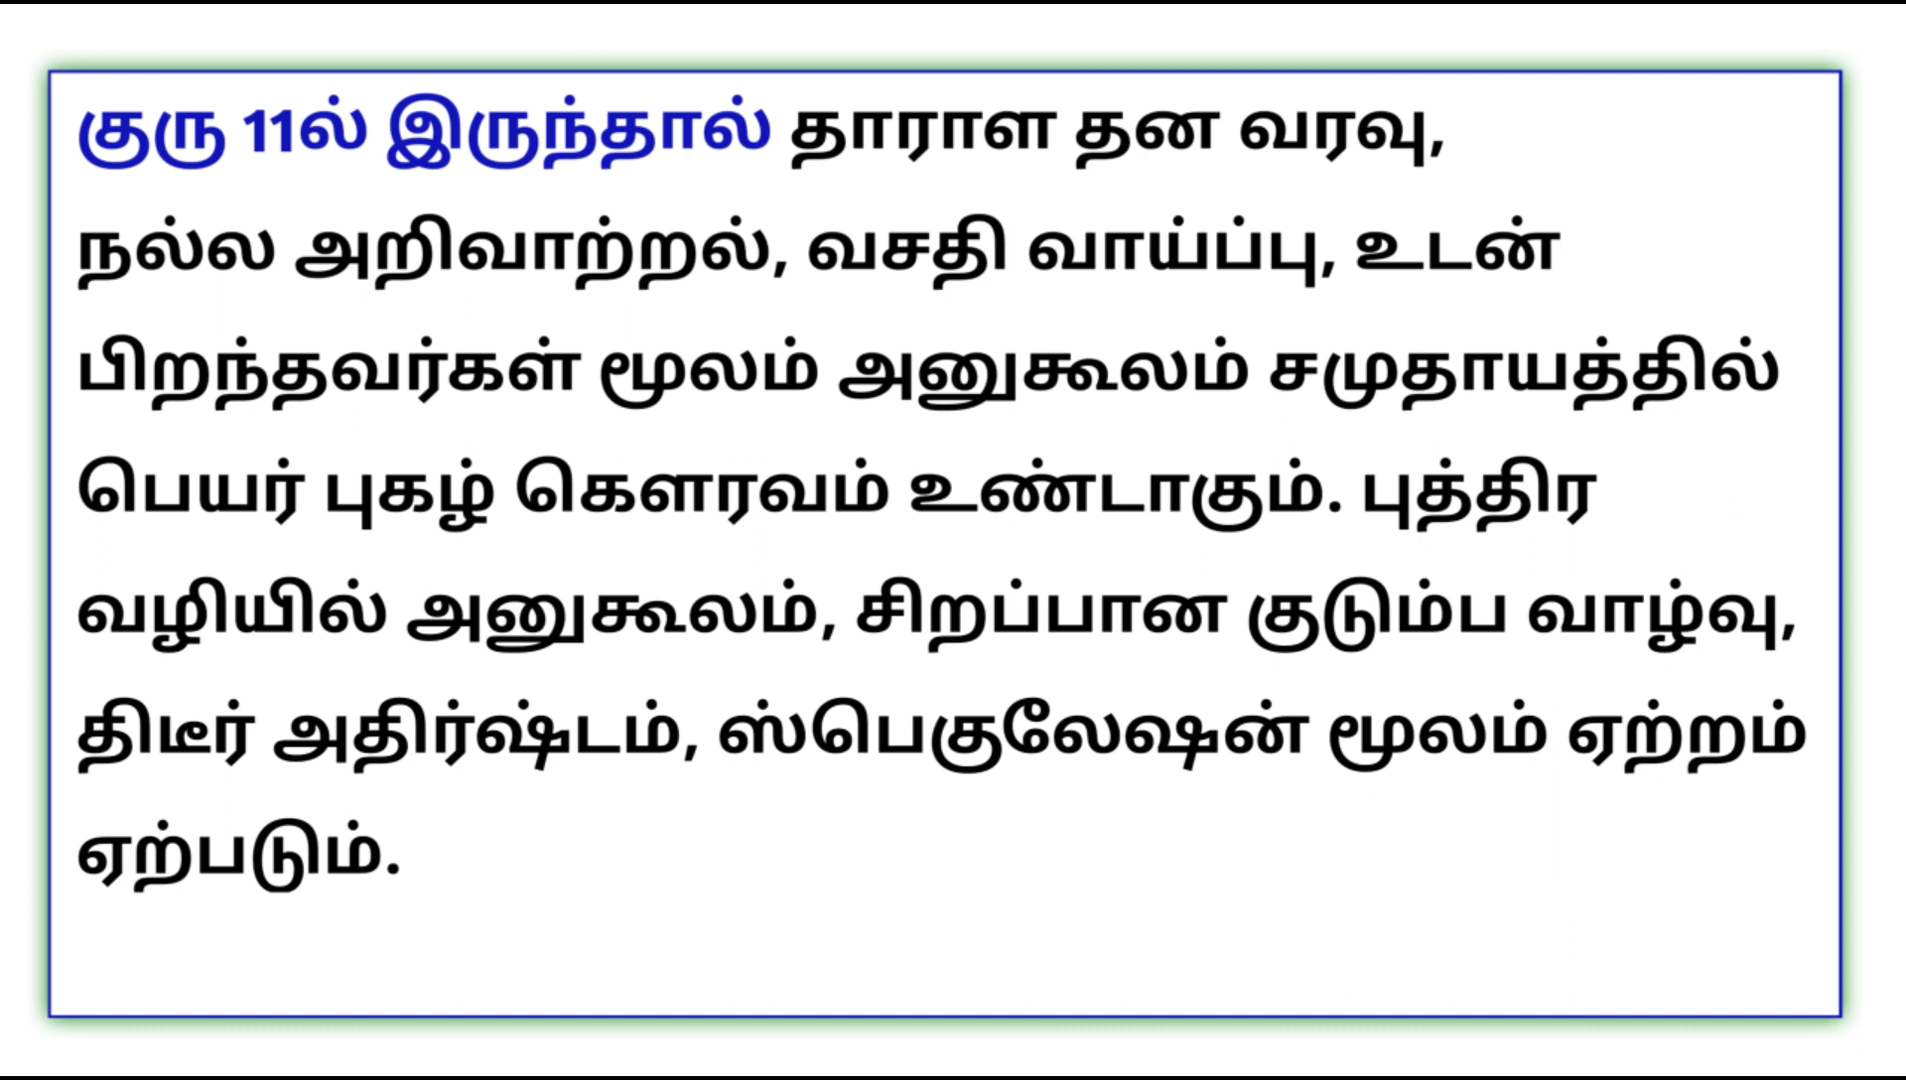 குரு 11ல் இருந்தால் தாராள தன வரவு,
நல்ல அறிவாற்றல், வசதி வாய்ப்பு, உடன்
பிறந்தவர்கள் மூலம் அனுகூலம் சமுதாயத்தில்
பெயர் புகழ் கௌரவம் உண்டாகும். புத்திர
வழியில் அனுகூலம், சிறப்பான குடும்ப வாழ்வு,
திடீர் அதிர்ஷ்டம், ஸ்பெகுலேஷன் மூலம் ஏற்றம்
ஏற்படும்.